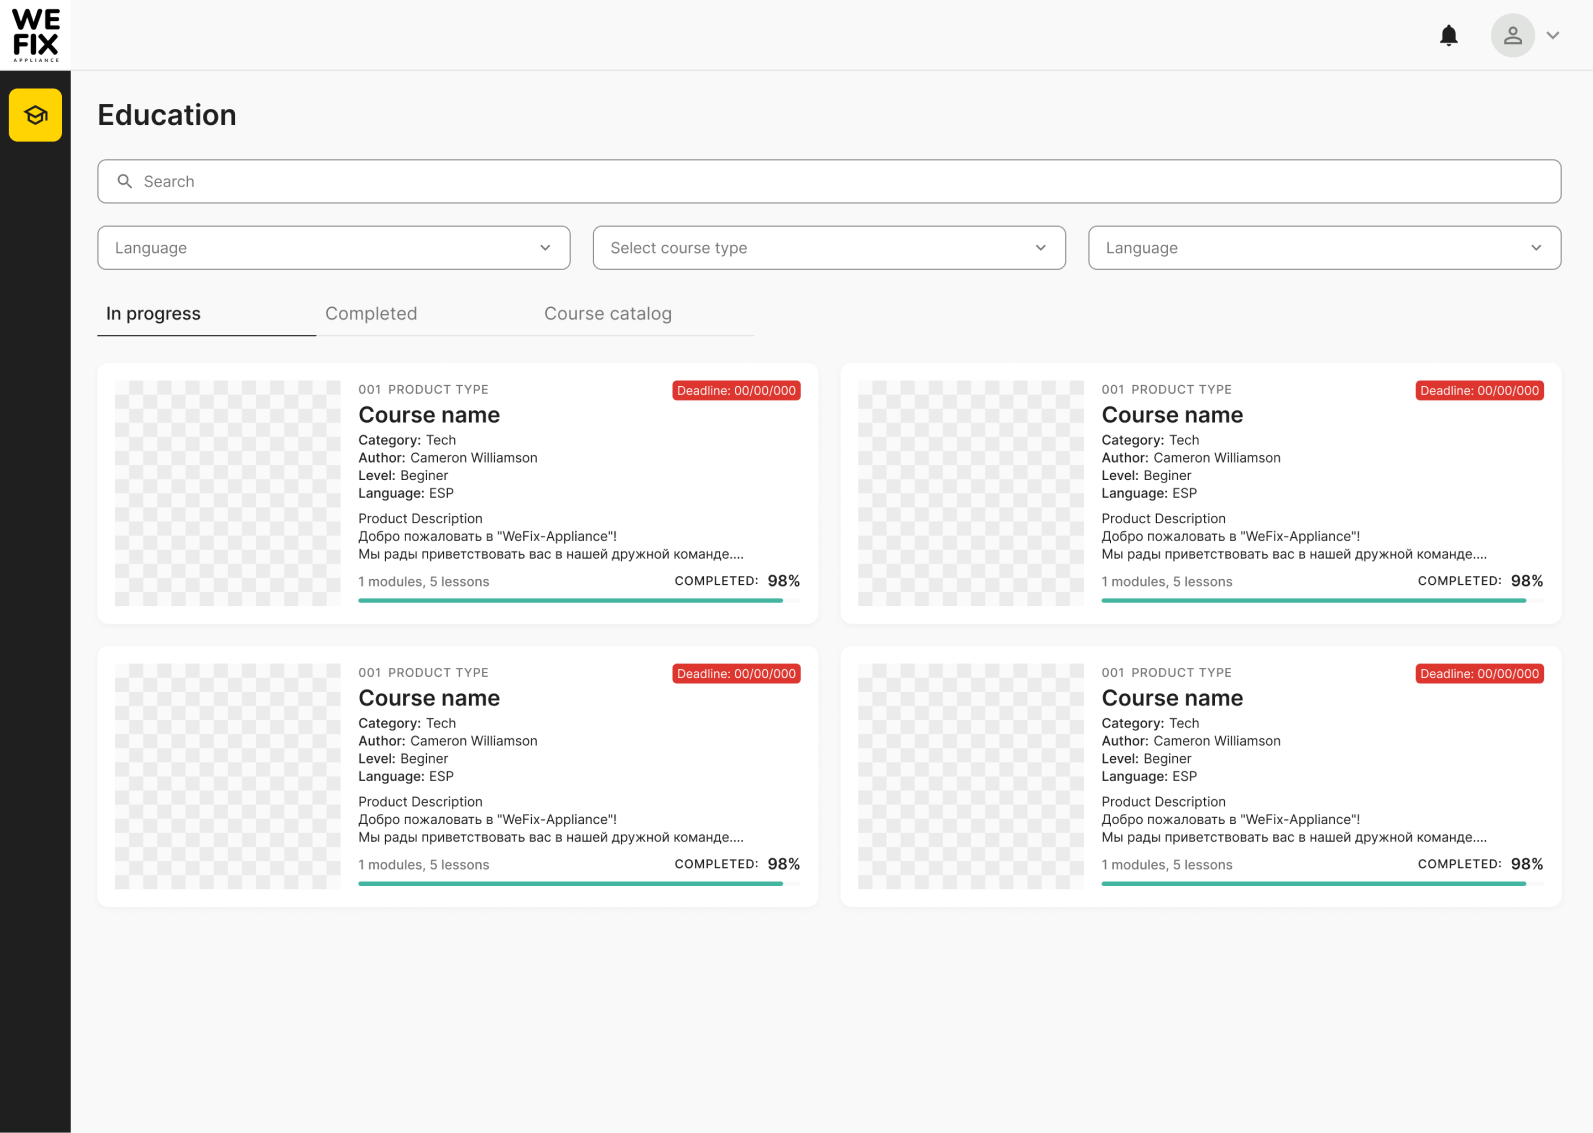 WE
FIX
APPLIANCE
Education
Search
Language
Select course type
Language
In progress
Completed
Course catalog
001 PRODUCT TYPE
Deadline: 00/00/000
Course name
Category: Tech
Author: Cameron Williamson
Level: Beginer
Language: ESP
Product Description
Добро пожаловать в "WeFix-Appliance"!
Мы рады приветствовать вас в нашей дружной команде....
1 modules, 5 lessons
COMPLETED: 98%
001 PRODUCT TYPE
Deadline: 00/00/000
Course name
Category: Tech
Author: Cameron Williamson
Level: Beginer
Language: ESP
Product Description
Добро пожаловать в "WeFix-Appliance"!
Мы рады приветствовать вас в нашей дружной команде....
1 modules, 5 lessons
COMPLETED: 98%
001 PRODUCT TYPE
Deadline: 00/00/000
Course name
Category: Tech
Author: Cameron Williamson
Level: Beginer
Language: ESP
Product Description
Добро пожаловать в "WeFix-Appliance"!
Мы рады приветствовать вас в нашей дружной команде....
1 modules, 5 lessons
COMPLETED: 98%
001 PRODUCT TYPE
Deadline: 00/00/000
Course name
Category: Tech
Author: Cameron Williamson
Level: Beginer
Language: ESP
Product Description
Добро пожаловать в "WeFix-Appliance"!
Мы рады приветствовать вас в нашей дружной команде....
1 modules, 5 lessons
COMPLETED: 98%